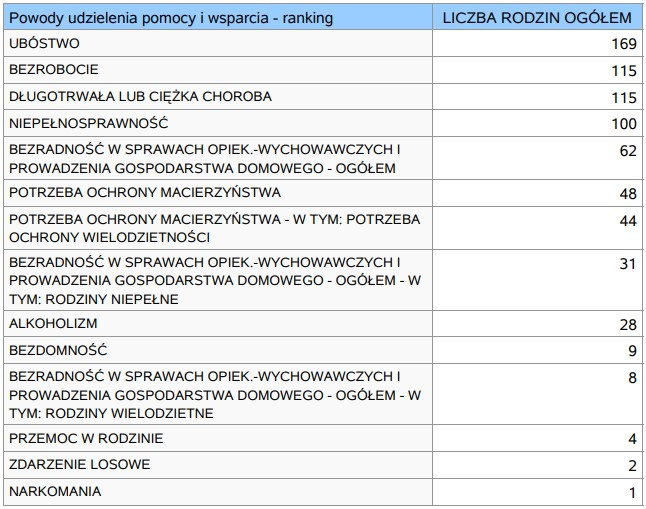 Powody udzielenia pomocy i wsparcia - ranking LICZBA RODZIN OGÓŁEM
UBÓSTWO 169
BEZROBOCIE 115
DŁUGOTRWAŁA LUB CIĘŻKA CHOROBA 115
NIEPEŁNOSPRAWNOŚĆ 100
BEZRADNOŚĆ W SPRAWACH OPIEK.-WYCHOWAWCZYCH I 62
PROWADZENIA GOSPODARSTWA DOMOWEGO - OGÓŁEM
POTRZEBA OCHRONY MACIERZYŃSTWA 48
POTRZEBA OCHRONY MACIERZYŃSTWA - W TYM: POTRZEBA 44
OCHRONY WIELODZIETNOŚCI
BEZRADNOŚĆ W SPRAWACH OPIEK.-WYCHOWAWCZYCH I 31
PROWADZENIA GOSPODARSTWA DOMOWEGO - OGÓŁEM - W
TYM: RODZINY NIEPEŁNE
ALKOHOLIZM 28
BEZDOMNOŚĆ 9
BEZRADNOŚĆ W SPRAWACH OPIEK.-WYCHOWAWCZYCH I 8
PROWADZENIA GOSPODARSTWA DOMOWEGO - OGÓŁEM - W
TYM: RODZINY WIELODZIETNE
PRZEMOC W RODZINIE 4
ZDARZENIE LOSOWE 2
NARKOMANIA 1